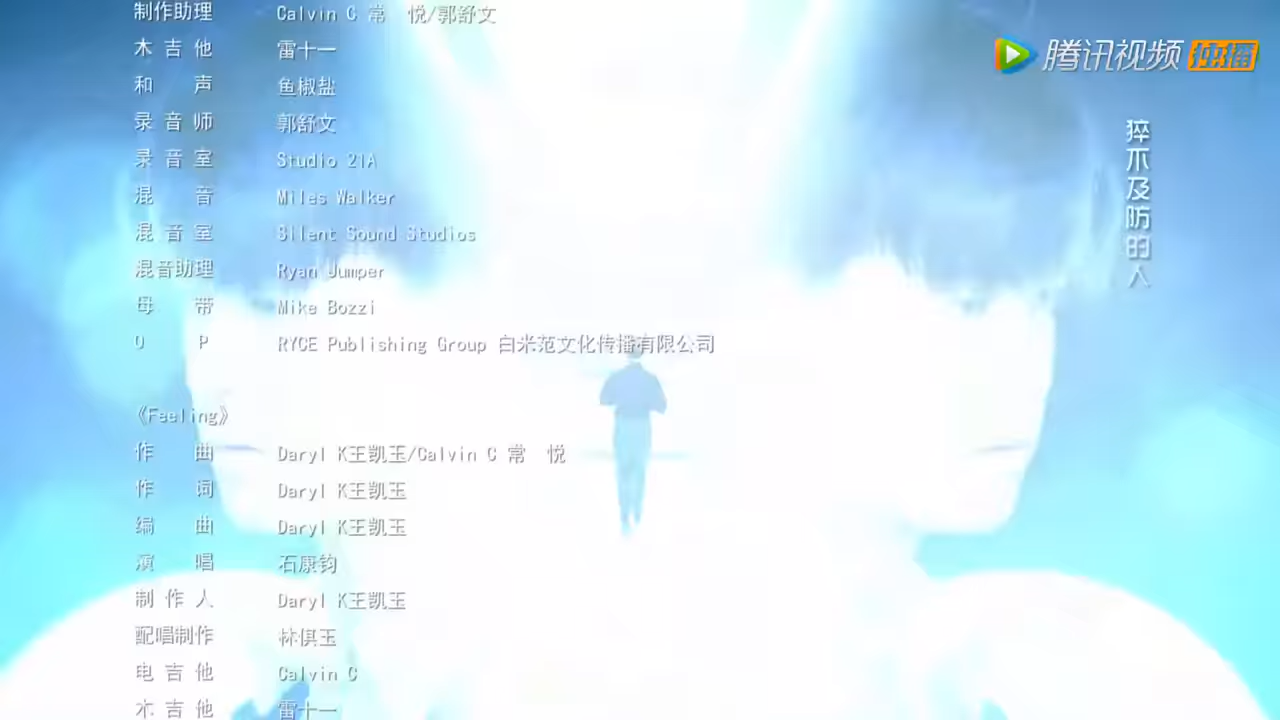 制作助理 Calvin C 常 悦/郭舒文
木吉他 雷十一
和声 鱼椒盐
录音师 郭舒文
录音室 Studio 21A
混音 Miles Walker
混音室 Silent Sound Studios
混音助理 Ryan Jumper
母带 Mike Bozzi
OP RYCE Publishing Group 白米范文化传播有限公司
《Feeling》
作曲 Daryl K王凯玉/Calvin C 常 悦
作词 Daryl K王凯玉
编曲 Daryl K王凯玉
演唱 石康钧
制作人 Daryl K王凯玉
配唱制作 林俱玉
电吉他 Calvin C
木吉他 雷十一
腾讯视频 独播
猝不及防的人